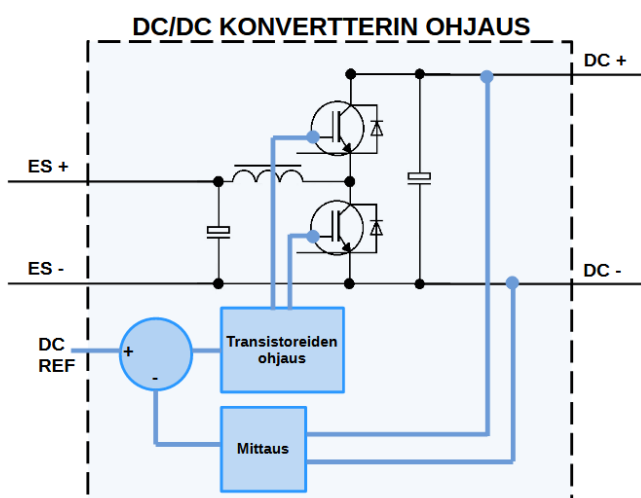 DC/DC KONVERTTERIN OHJAUS
DC +
ES +
ES -
DC -
DC
REF
+
-
Transistoreiden
ohjaus
Mittaus